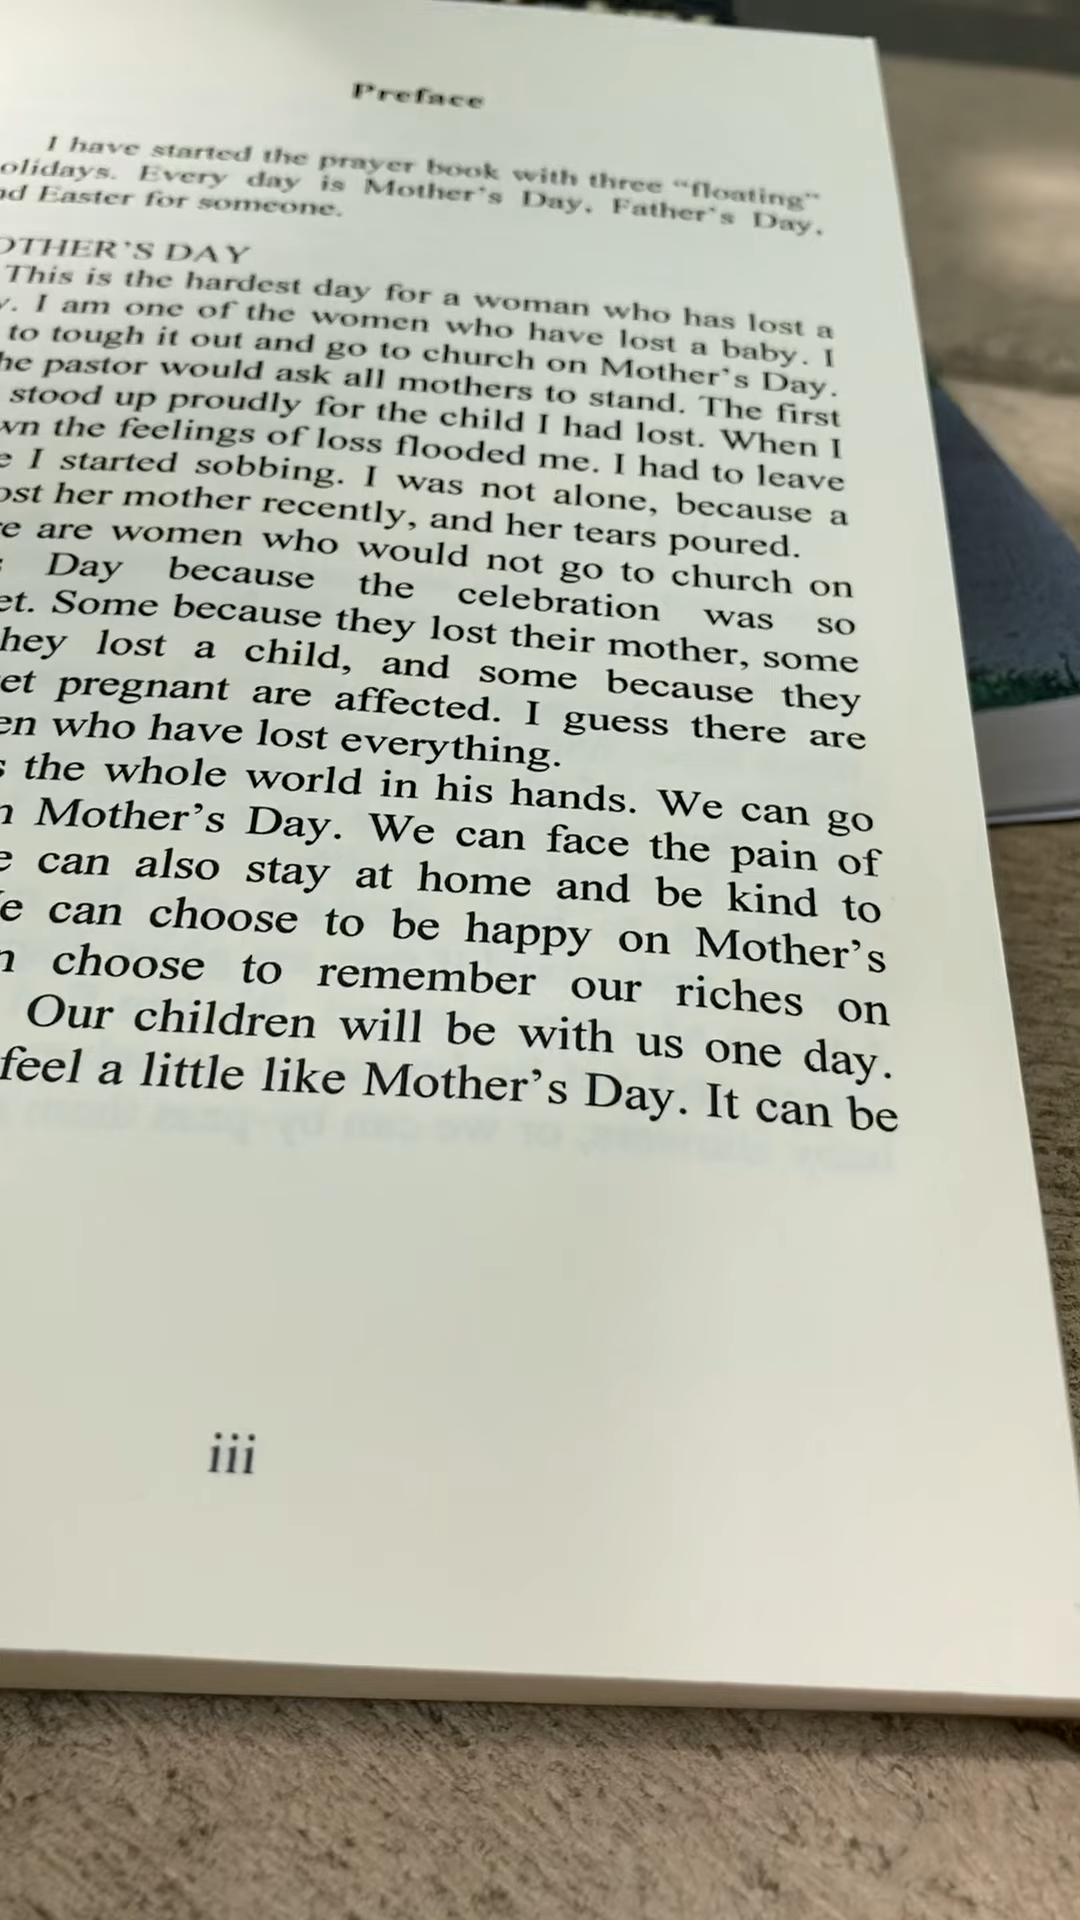 Preface
I have started the prayer book with three “floating”
olidays. Every day is Mother’s Day, Father’s Day,
nd Easter for someone.
OTHER’S DAY
This is the hardest day for a woman who has lost a
y. I am one of the women who have lost a baby. I
to tough it out and go to church on Mother’s Day.
he pastor would ask all mothers to stand. The first
stood up proudly for the child I had lost. When I
wn the feelings of loss flooded me. I had to leave
e I started sobbing. I was not alone, because a
ost her mother recently, and her tears poured.
re are women who would not go to church on
Day because the celebration was so
et. Some because they lost their mother, some
hey lost a child, and some because they
et pregnant are affected. I guess there are
en who have lost everything.
s the whole world in his hands. We can go
n Mother’s Day. We can face the pain of
e can also stay at home and be kind to
e can choose to be happy on Mother’s
n choose to remember our riches on
Our children will be with us one day.
feel a little like Mother’s Day. It can be
iii